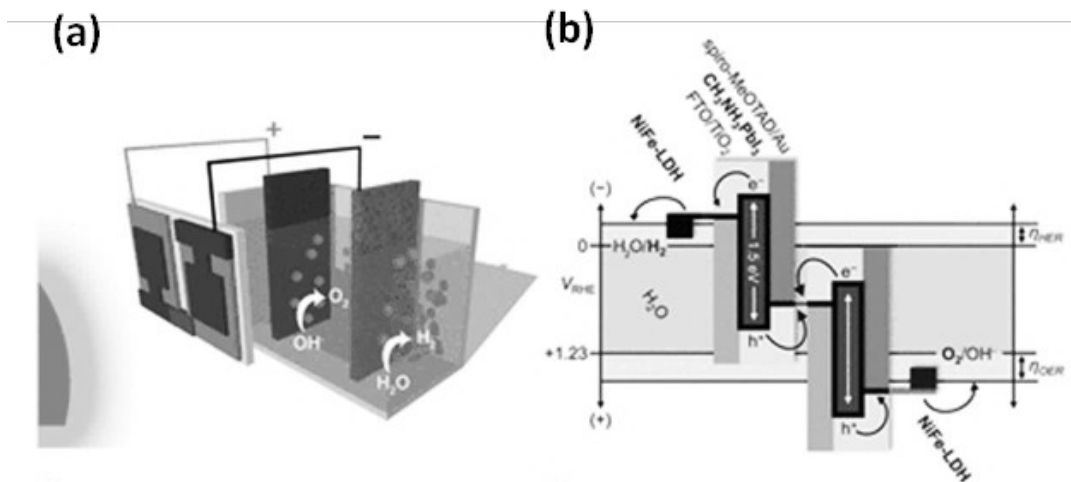 (a)
+
−
O₂
OH⁻
H₂
H₂O
(b)
spiro-MeOTAD/Au
CH₃NH₃PbI₃
FTO/TiO₂
NiFe-LDH
(−)
e⁻
H₂O/H₂
ηHER
0
1.5 eV
VRHE
H₂O
e⁻
h⁺
+1.23
O₂/OH⁻
ηOER
(+)
h⁺
NiFe-LDH